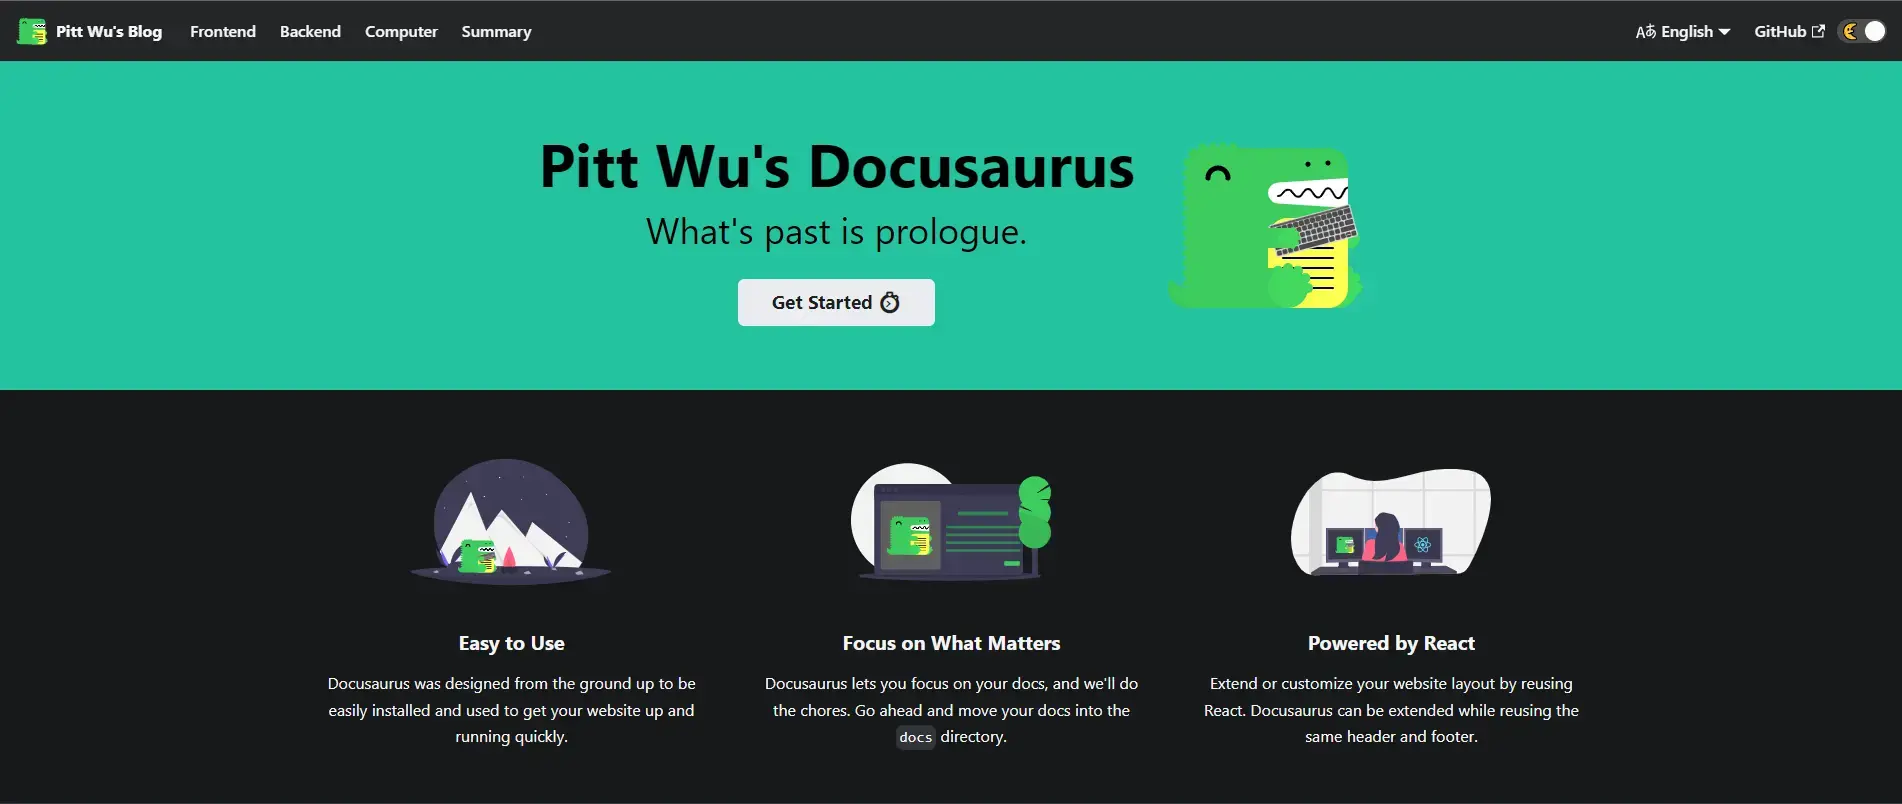 Pitt Wu's Blog Frontend Backend Computer Summary Aあ English GitHub
Pitt Wu's Docusaurus
What's past is prologue.
Get Started
Easy to Use
Docusaurus was designed from the ground up to be
easily installed and used to get your website up and
running quickly.
Focus on What Matters
Docusaurus lets you focus on your docs, and we'll do
the chores. Go ahead and move your docs into the
docs directory.
Powered by React
Extend or customize your website layout by reusing
React. Docusaurus can be extended while reusing the
same header and footer.